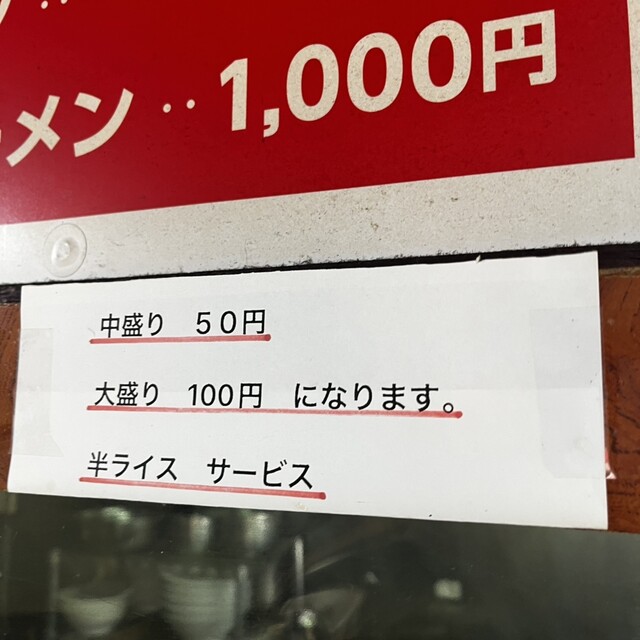 メン‥1,000円
中盛り　５０円
大盛り　100円　になります。
半ライス　サービス